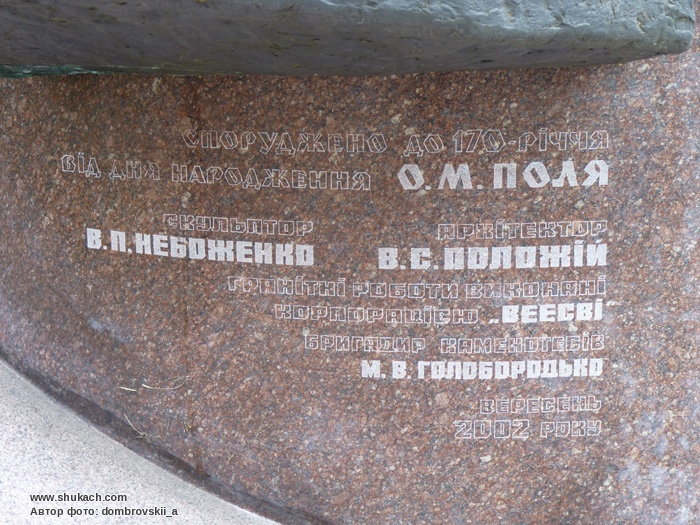 СПОРУДЖЕНО ДО 170-РІЧЧЯ
ВІД ДНЯ НАРОДЖЕННЯ О.М. ПОЛЯ
СКУЛЬПТОР
В.П. НЕБОЖЕНКО
АРХІТЕКТОР
В.С. ПОЛОЖІЙ
ГРАНІТНІ РОБОТИ ВИКОНАНІ
КОРПОРАЦІЄЮ „ВЕЕСВІ"
БРИГАДИР КАМЕНОТЕСІВ
М. В. ГОЛОБОРОДЬКО
ВЕРЕСЕНЬ
2002 РОКУ
www.shukach.com
Автор фото: dombrovskii_a